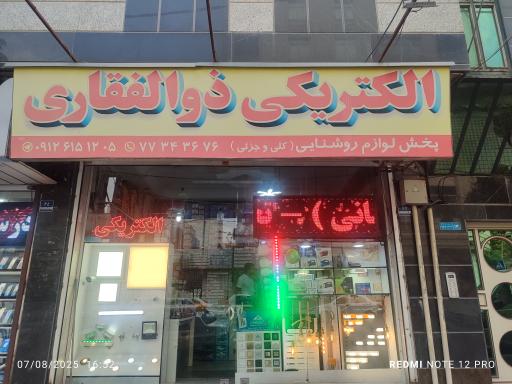 الکتریکی ذوالفقاری
پخش لوازم روشنایی (کلی و جزئی) ۷۷ ۳۴ ۳۶ ۷۶ ۰۹۱۲ ۶۱۵ ۱۲ ۰۵
الکتریکی
07/08/2025 16:52
REDMI NOTE 12 PRO